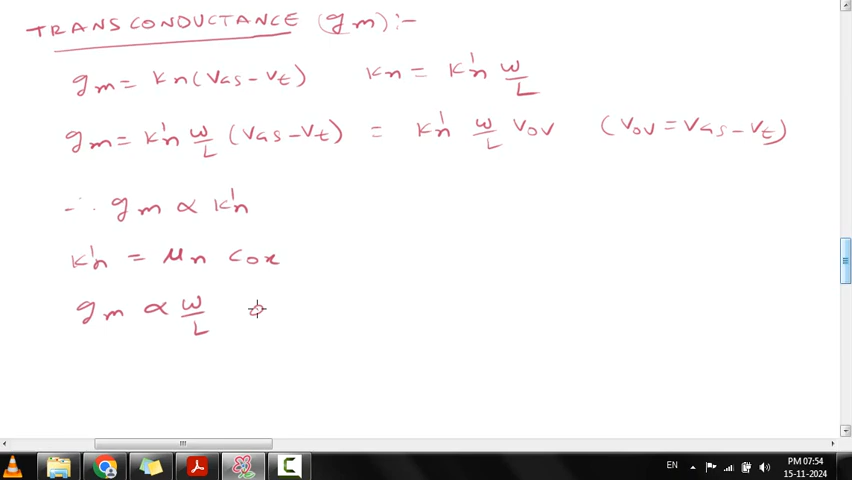 TRANSCONDUCTANCE (gm):-
gm = kn(VGS-Vt) kn = k'n W/L
gm = k'n W/L (VGS-Vt) = k'n W/L VOV (VOV = VGS-Vt)
∴ gm ∝ k'n
k'n = μn Cox
gm ∝ W/L
EN
PM 07:54
15-11-2024